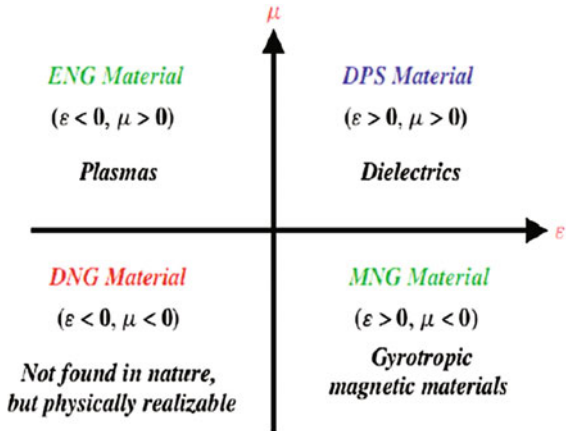 μ
ENG Material
(ε < 0, μ > 0)
Plasmas
DPS Material
(ε > 0, μ > 0)
Dielectrics
ε
DNG Material
(ε < 0, μ < 0)
Not found in nature,
but physically realizable
MNG Material
(ε > 0, μ < 0)
Gyrotropic
magnetic materials